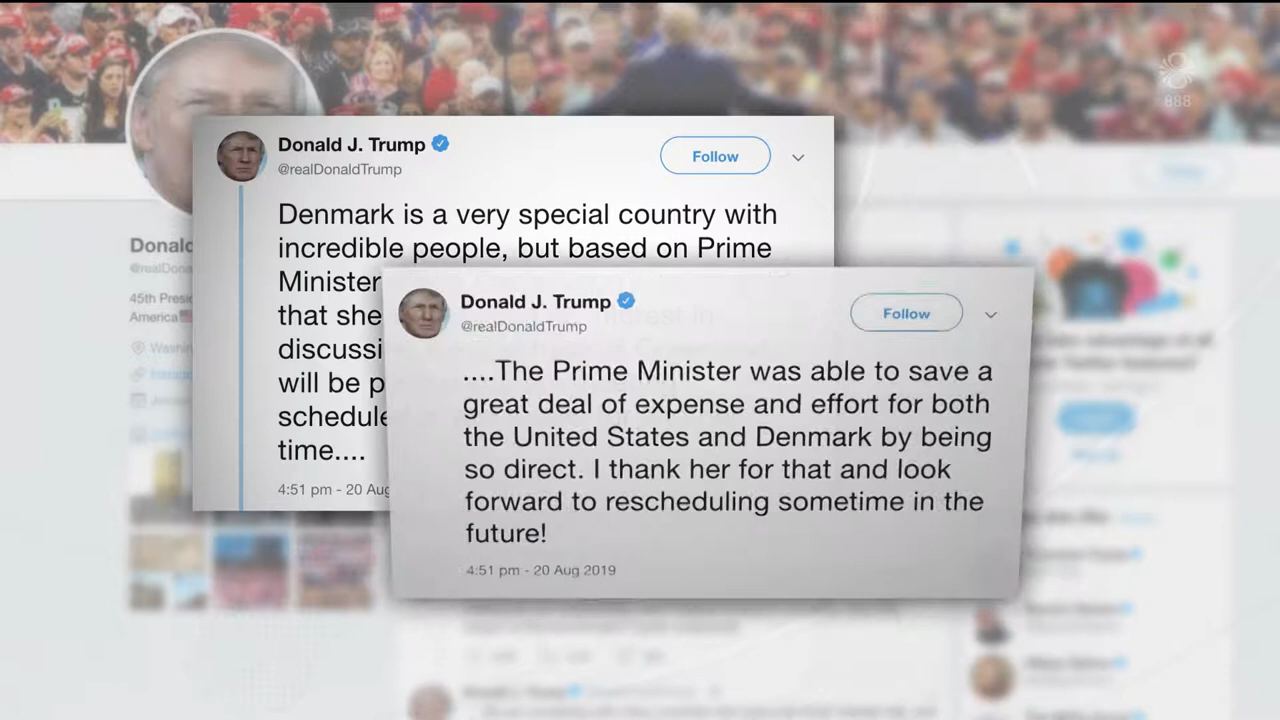 888
Donald J. Trump
@realDonaldTrump
Follow
Denmark is a very special country with
incredible people, but based on Prime
Minister
that she
discussi
will be p
schedule
time....
4:51 pm - 20 Aug
Donald J. Trump
@realDonaldTrump
Follow
....The Prime Minister was able to save a
great deal of expense and effort for both
the United States and Denmark by being
so direct. I thank her for that and look
forward to rescheduling sometime in the
future!
4:51 pm - 20 Aug 2019
Donald
@realDona
45th Presi
America